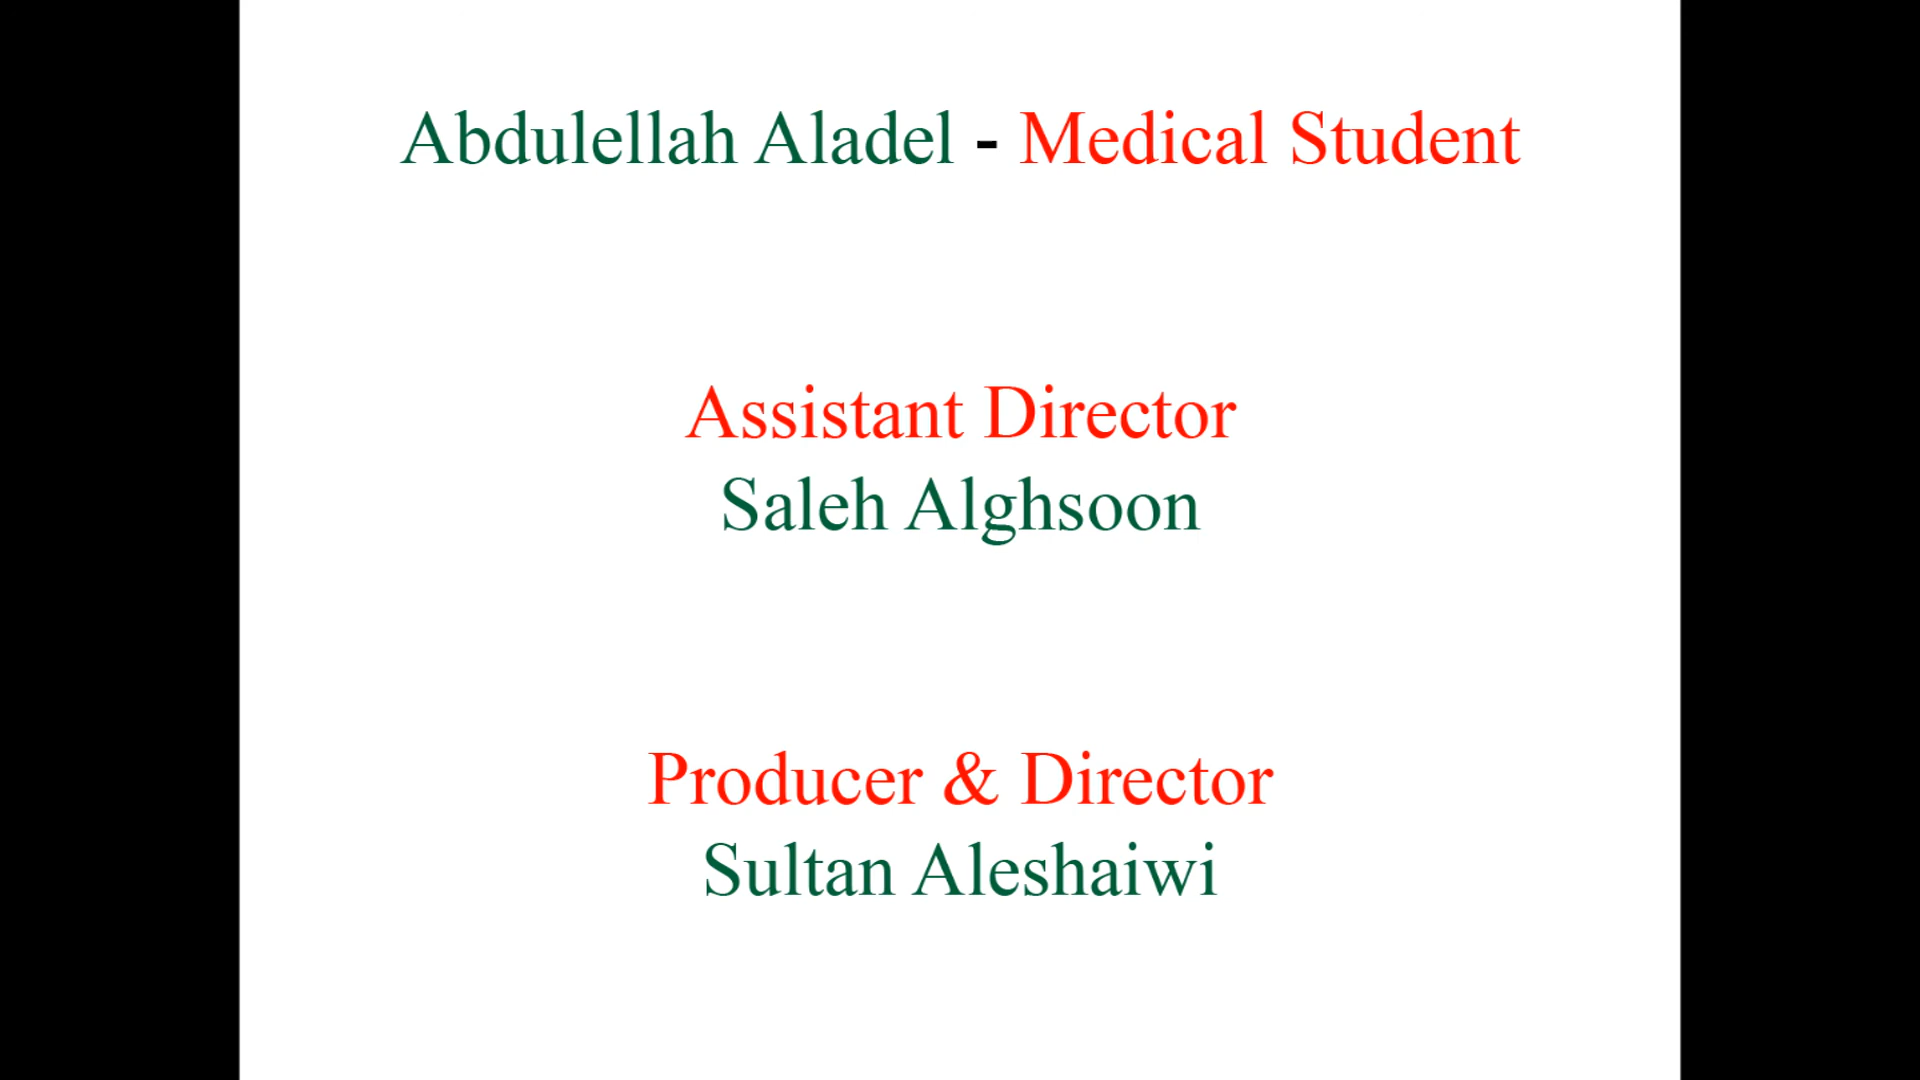 Abdulellah Aladel - Medical Student
Assistant Director
Saleh Alghsoon
Producer & Director
Sultan Aleshaiwi